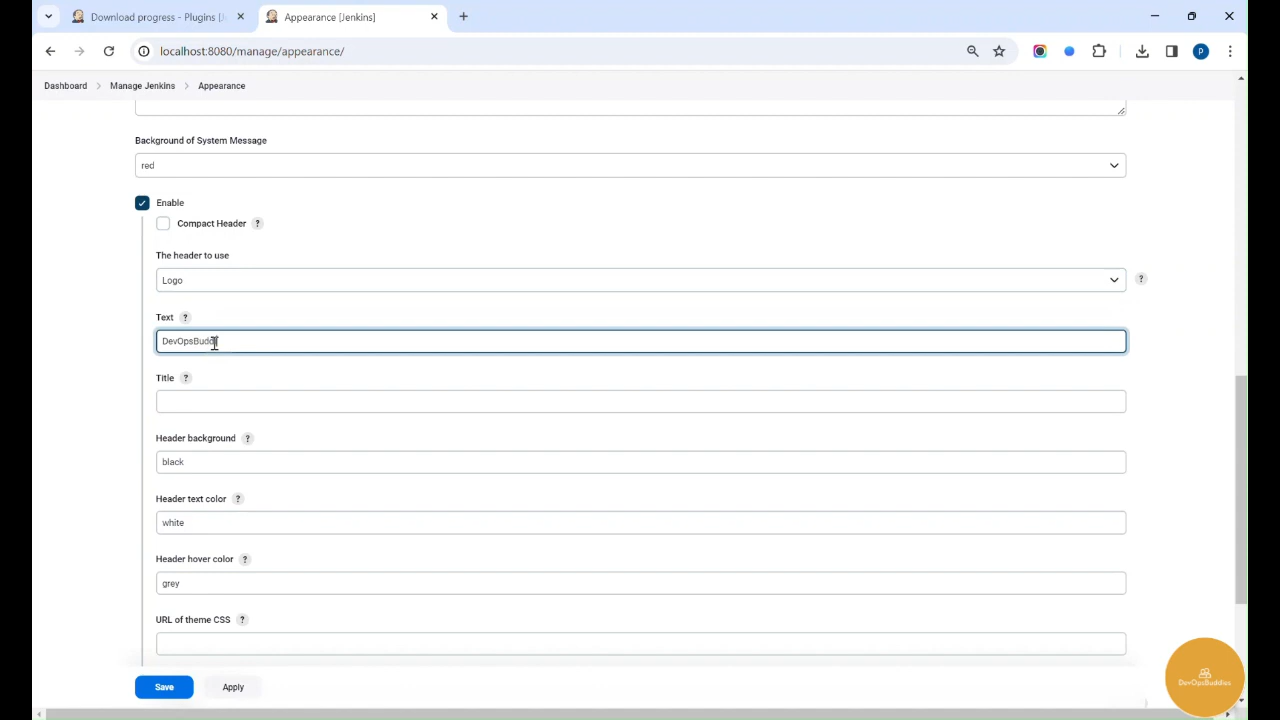 Download progress - Plugins [J
Appearance [Jenkins]
localhost:8080/manage/appearance/
P
Dashboard > Manage Jenkins > Appearance
Background of System Message
red
Enable
Compact Header ?
The header to use
Logo
?
Text ?
DevOpsBuddi
Title ?
Header background ?
black
Header text color ?
white
Header hover color ?
grey
URL of theme CSS ?
Save Apply
DevOpsBuddies